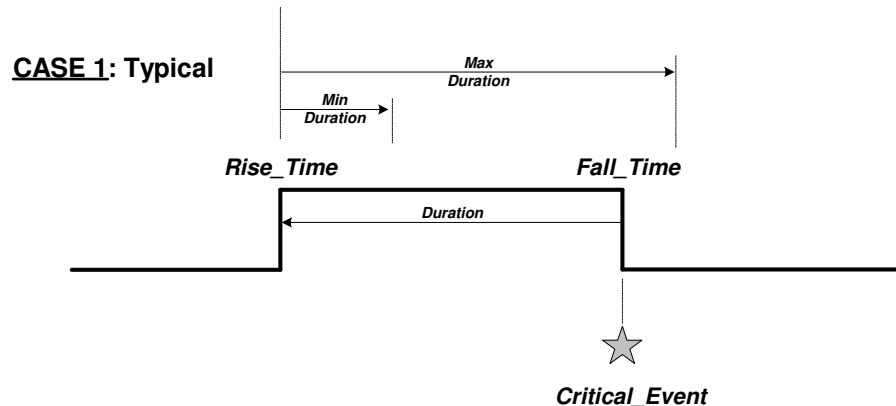 CASE 1: Typical
Max
Duration
Min
Duration
Rise_Time
Fall_Time
Duration
Critical_Event